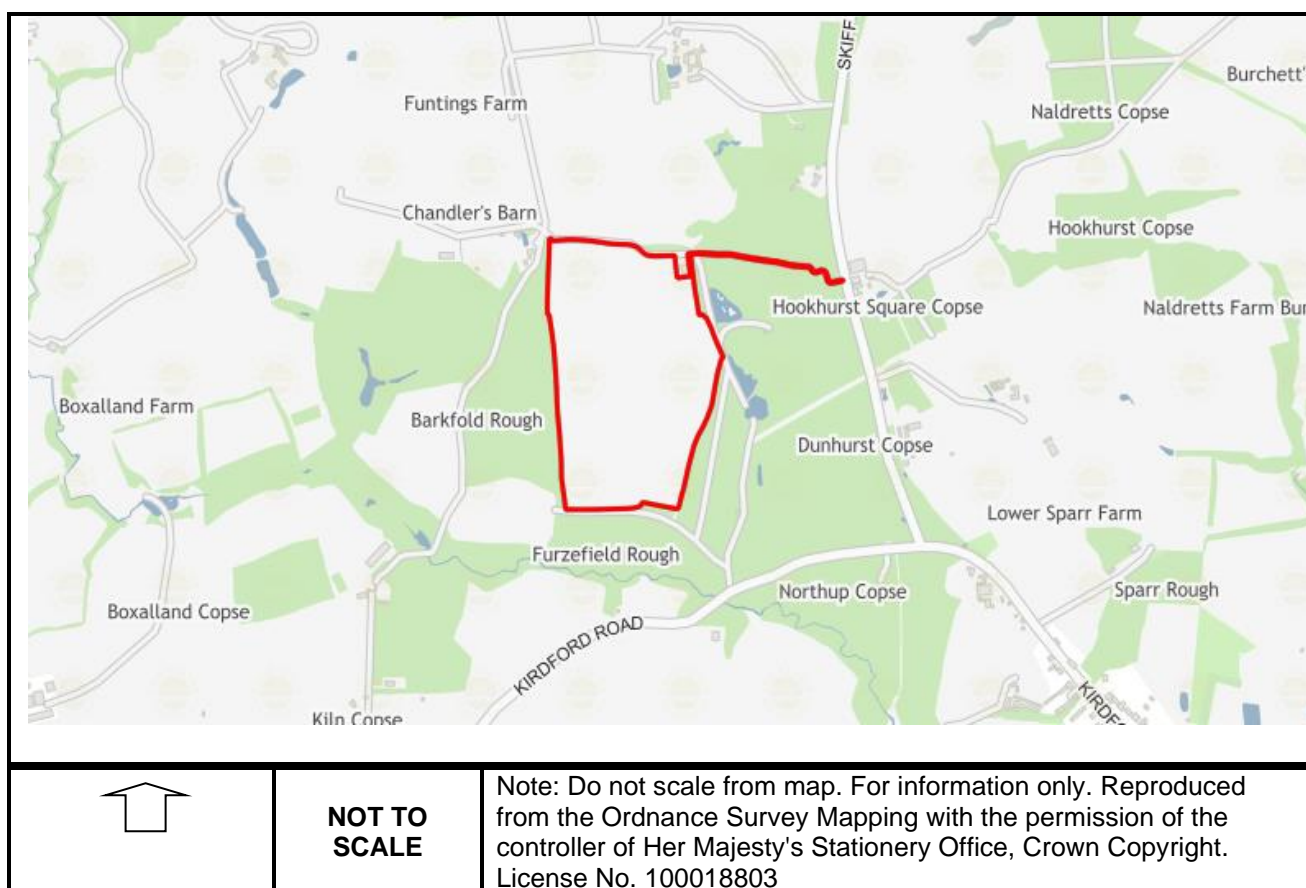 SKIFF
Burchett'
Funtings Farm
Naldretts Copse
Chandler's Barn
Hookhurst Copse
Hookhurst Square Copse
Naldretts Farm Bur
Boxalland Farm
Barkfold Rough
Dunhurst Copse
Lower Sparr Farm
Furzefield Rough
Northup Copse
Sparr Rough
Boxalland Copse
KIRDFORD ROAD
Kiln Copse
KIRDFO
NOT TO
SCALE
Note: Do not scale from map. For information only. Reproduced
from the Ordnance Survey Mapping with the permission of the
controller of Her Majesty's Stationery Office, Crown Copyright.
License No. 100018803